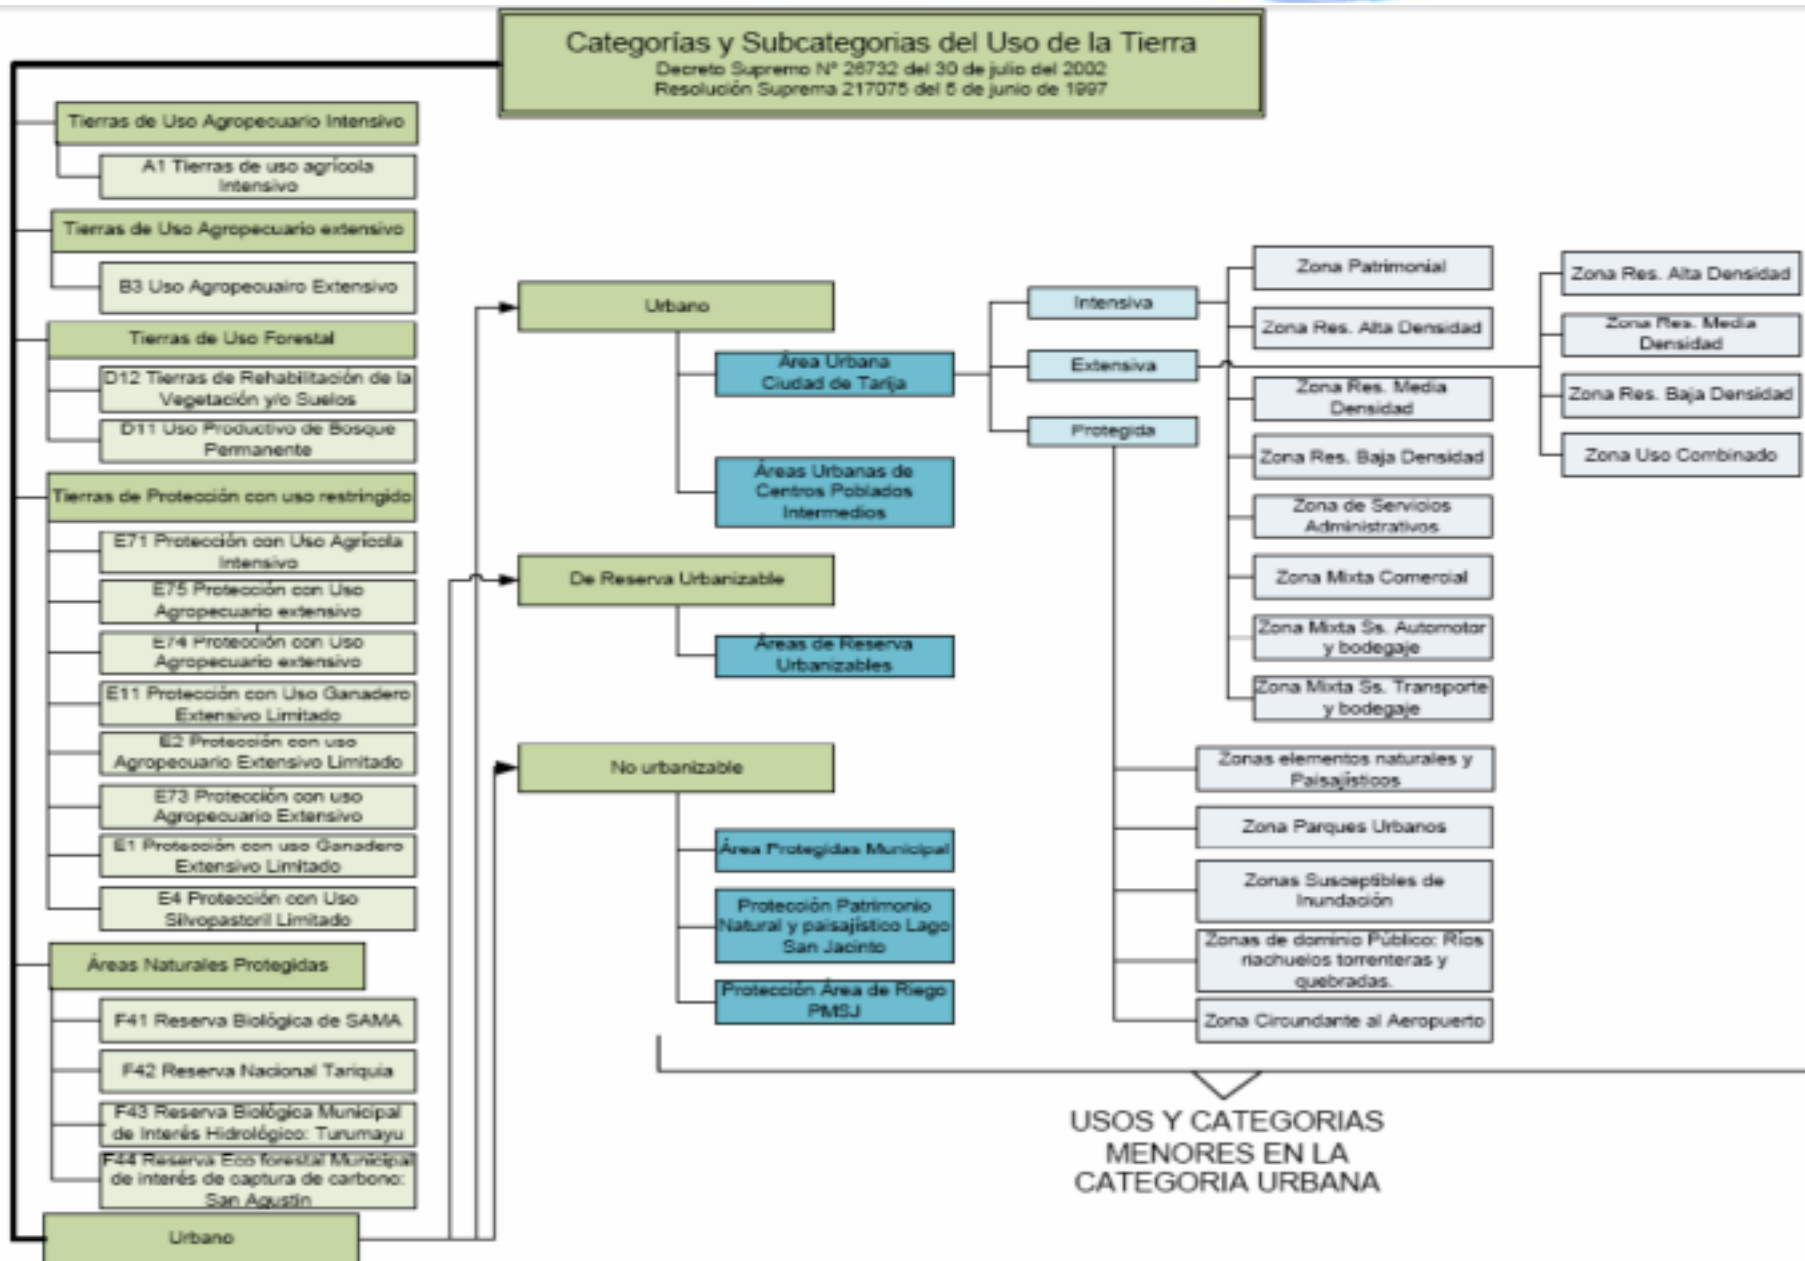 Categorías y Subcategorias del Uso de la Tierra
Decreto Supremo N° 26732 del 30 de julio del 2002
Resolución Suprema 217075 del 5 de junio de 1997
Tierras de Uso Agropecuario Intensivo
A1 Tierras de uso agrícola
Intensivo
Tierras de Uso Agropecuario extensivo
B3 Uso Agropecuairo Extensivo
Tierras de Uso Forestal
D12 Tierras de Rehabilitación de la
Vegetación y/o Suelos
D11 Uso Productivo de Bosque
Permanente
Tierras de Protección con uso restringido
E71 Protección con Uso Agrícola
Intensivo
E75 Protección con Uso
Agropecuario extensivo
E74 Protección con Uso
Agropecuario extensivo
E11 Protección con Uso Ganadero
Extensivo Limitado
E2 Protección con uso
Agropecuario Extensivo Limitado
E73 Protección con uso
Agropecuario Extensivo
E1 Protección con uso Ganadero
Extensivo Limitado
E4 Protección con Uso
Silvopastoril Limitado
Áreas Naturales Protegidas
F41 Reserva Biológica de SAMA
F42 Reserva Nacional Tariquia
F43 Reserva Biológica Municipal
de Interés Hidrológico: Turumayu
F44 Reserva Eco forestal Municipal
de interés de captura de carbono:
San Agustin
Urbano
Urbano
Área Urbana
Ciudad de Tarija
Áreas Urbanas de
Centros Poblados
Intermedios
De Reserva Urbanizable
Áreas de Reserva
Urbanizables
No urbanizable
Área Protegidas Municipal
Protección Patrimonio
Natural y paisajístico Lago
San Jacinto
Protección Área de Riego
PMSJ
Intensiva
Extensiva
Protegida
Zona Patrimonial
Zona Res. Alta Densidad
Zona Res. Media
Densidad
Zona Res. Baja Densidad
Zona de Servicios
Administrativos
Zona Mixta Comercial
Zona Mixta Ss. Automotor
y bodegaje
Zona Mixta Ss. Transporte
y bodegaje
Zona Res. Alta Densidad
Zona Res. Media
Densidad
Zona Res. Baja Densidad
Zona Uso Combinado
Zonas elementos naturales y
Paisajísticos
Zona Parques Urbanos
Zonas Susceptibles de
Inundación
Zonas de dominio Público: Ríos
riachuelos torrenteras y
quebradas.
Zona Circundante al Aeropuerto
USOS Y CATEGORIAS
MENORES EN LA
CATEGORIA URBANA